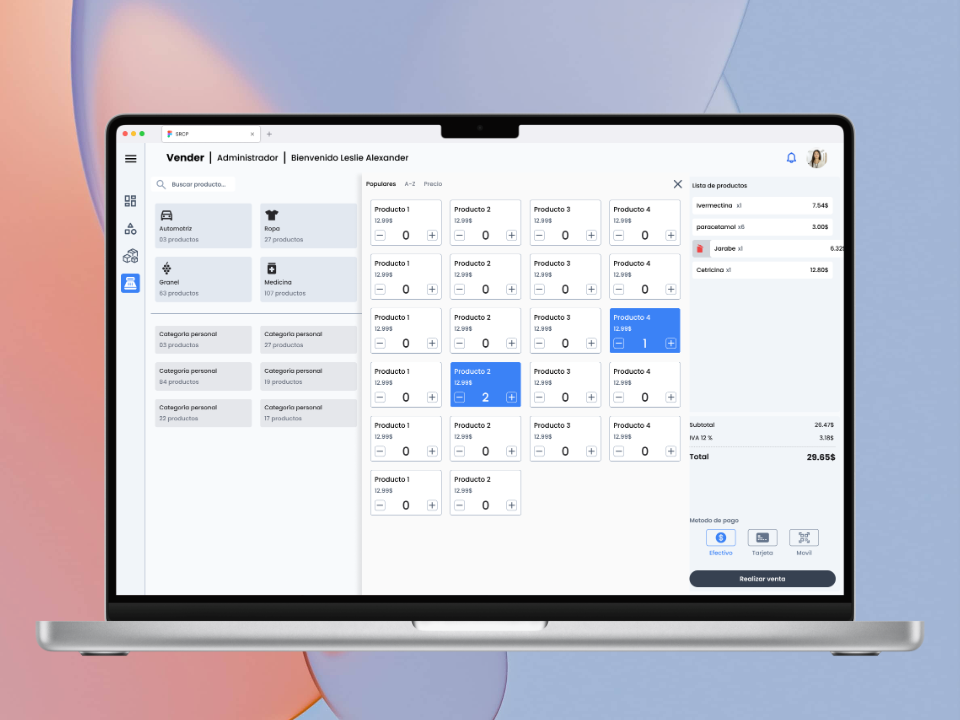 SRCP
Vender | Administrador | Bienvenido Leslie Alexander
Buscar producto...
Automotriz
03 productos
Ropa
27 productos
Granel
63 productos
Medicina
107 productos
Categoria personal
03 productos
Categoria personal
27 productos
Categoria personal
64 productos
Categoria personal
19 productos
Categoria personal
22 productos
Categoria personal
17 productos
Populares A-Z Precio
Producto 1 Producto 2 Producto 3 Producto 4
12.99$ 12.99$ 12.99$ 12.99$
0 0 0 0
Producto 1 Producto 2 Producto 3 Producto 4
12.99$ 12.99$ 12.99$ 12.99$
0 0 0 0
Producto 1 Producto 2 Producto 3 Producto 4
12.99$ 12.99$ 12.99$ 12.99$
0 0 0 1
Producto 1 Producto 2 Producto 3 Producto 4
12.99$ 12.99$ 12.99$ 12.99$
0 2 0 0
Producto 1 Producto 2 Producto 3 Producto 4
12.99$ 12.99$ 12.99$ 12.99$
0 0 0 0
Producto 1 Producto 2
12.99$ 12.99$
0 0
Lista de productos
Ivermectina x1 7.54$
paracetamol x6 3.00$
Jarabe x1 6.32$
Cetricina x1 12.80$
Subtotal 26.47$
IVA 12 % 3.18$
Total 29.65$
Metodo de pago
Efectivo Tarjeta Movil
Realizar venta